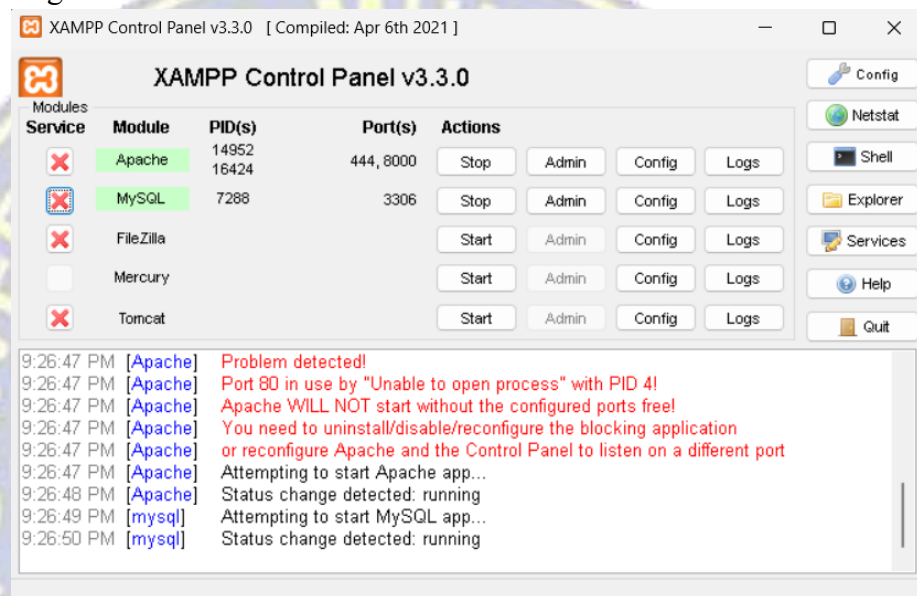 XAMPP Control Panel v3.3.0 [ Compiled: Apr 6th 2021 ]
XAMPP Control Panel v3.3.0
Config
Modules
Netstat
Service Module PID(s) Port(s) Actions
Apache 14952 16424 444, 8000 Stop Admin Config Logs
Shell
MySQL 7288 3306 Stop Admin Config Logs
Explorer
FileZilla Start Admin Config Logs
Services
Mercury Start Admin Config Logs
Help
Tomcat Start Admin Config Logs
Quit
9:26:47 PM [Apache] Problem detected!
9:26:47 PM [Apache] Port 80 in use by "Unable to open process" with PID 4!
9:26:47 PM [Apache] Apache WILL NOT start without the configured ports free!
9:26:47 PM [Apache] You need to uninstall/disable/reconfigure the blocking application
9:26:47 PM [Apache] or reconfigure Apache and the Control Panel to listen on a different port
9:26:47 PM [Apache] Attempting to start Apache app...
9:26:48 PM [Apache] Status change detected: running
9:26:49 PM [mysql] Attempting to start MySQL app...
9:26:50 PM [mysql] Status change detected: running